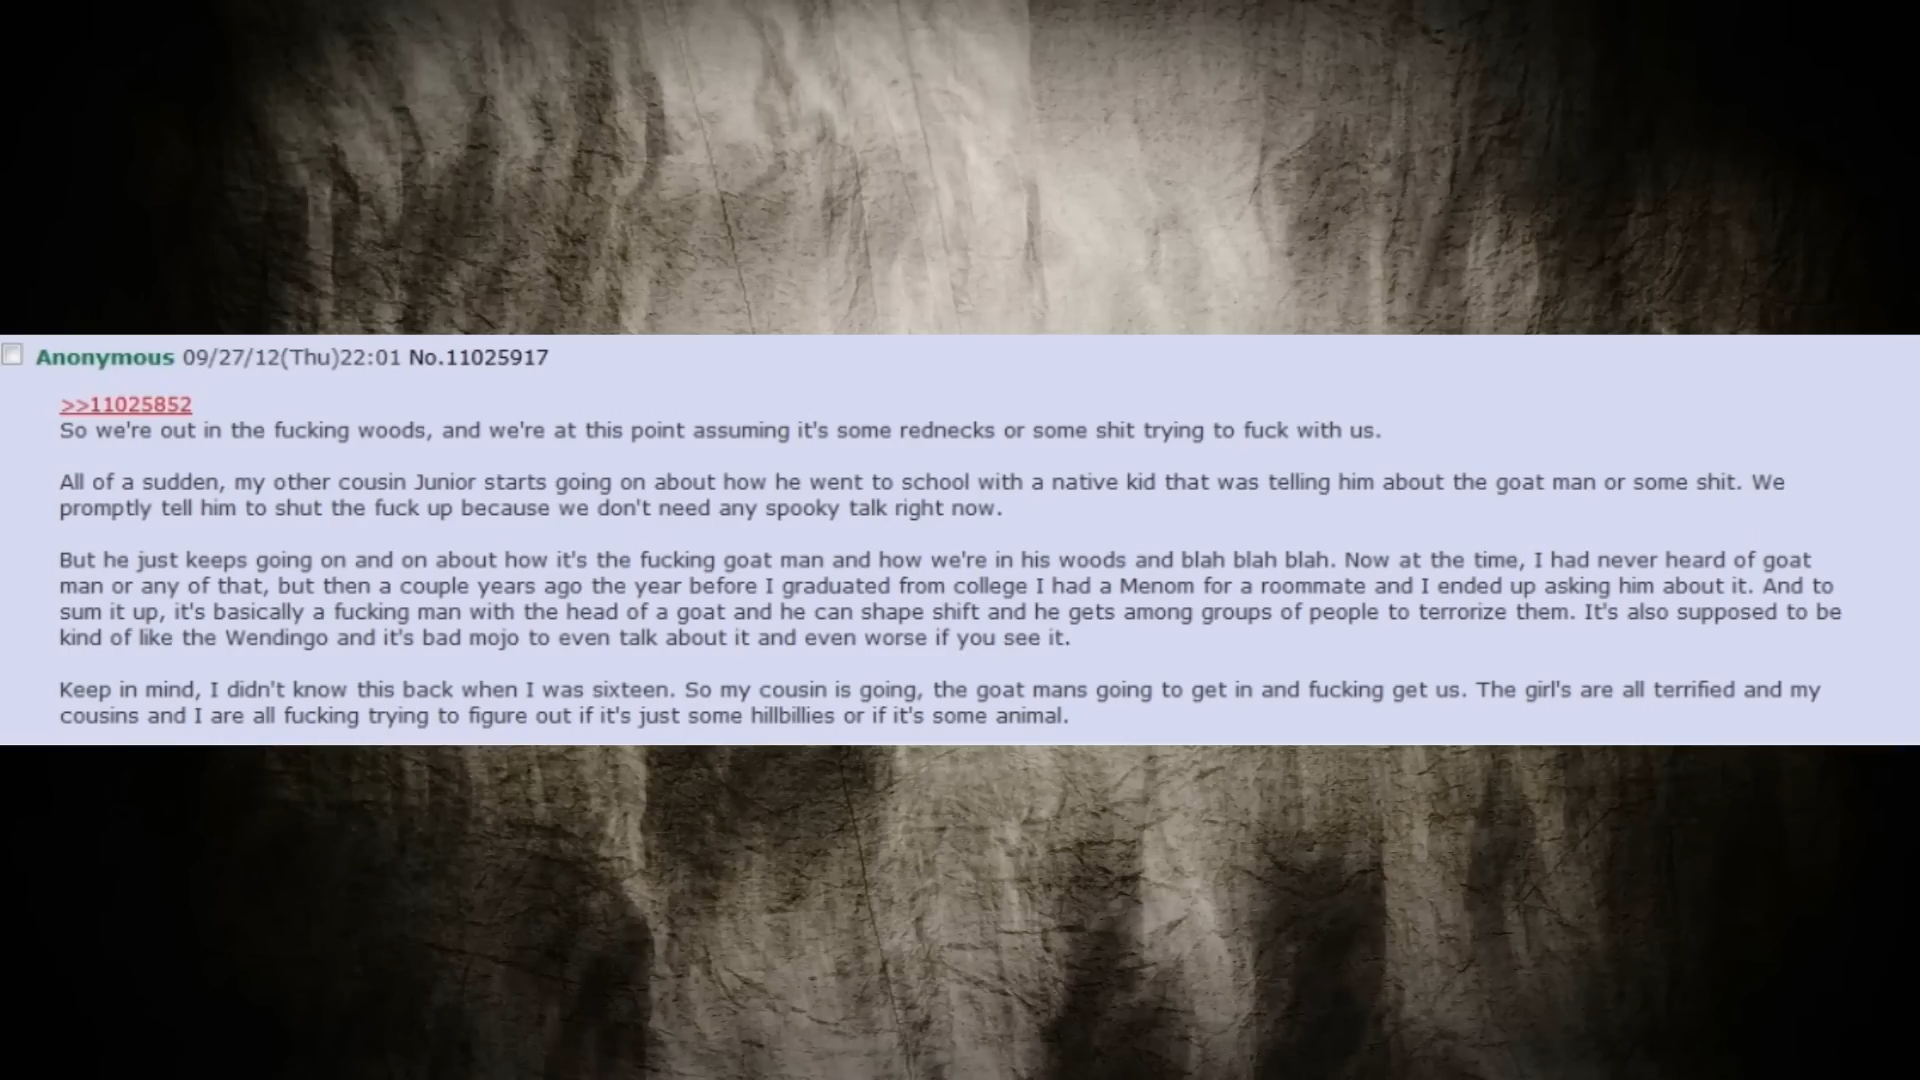 Anonymous 09/27/12(Thu)22:01 No.11025917
>>11025852
So we're out in the fucking woods, and we're at this point assuming it's some rednecks or some shit trying to fuck with us.
All of a sudden, my other cousin Junior starts going on about how he went to school with a native kid that was telling him about the goat man or some shit. We
promptly tell him to shut the fuck up because we don't need any spooky talk right now.
But he just keeps going on and on about how it's the fucking goat man and how we're in his woods and blah blah blah. Now at the time, I had never heard of goat
man or any of that, but then a couple years ago the year before I graduated from college I had a Menom for a roommate and I ended up asking him about it. And to
sum it up, it's basically a fucking man with the head of a goat and he can shape shift and he gets among groups of people to terrorize them. It's also supposed to be
kind of like the Wendingo and it's bad mojo to even talk about it and even worse if you see it.
Keep in mind, I didn't know this back when I was sixteen. So my cousin is going, the goat mans going to get in and fucking get us. The girl's are all terrified and my
cousins and I are all fucking trying to figure out if it's just some hillbillies or if it's some animal.